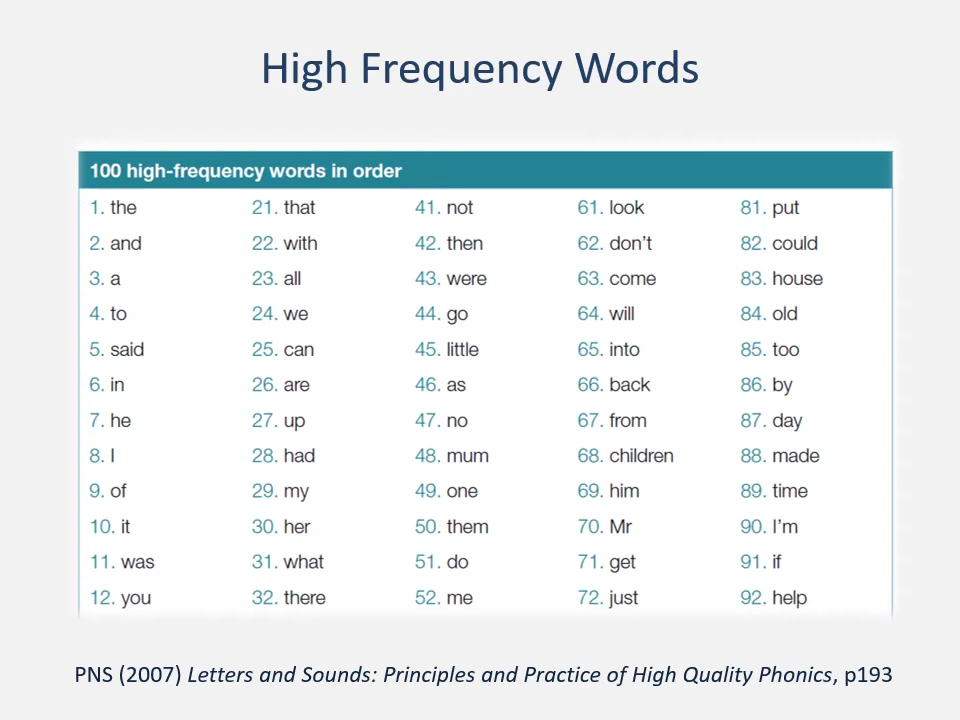 High Frequency Words
100 high-frequency words in order
1. the 21. that 41. not 61. look 81. put
2. and 22. with 42. then 62. don’t 82. could
3. a 23. all 43. were 63. come 83. house
4. to 24. we 44. go 64. will 84. old
5. said 25. can 45. little 65. into 85. too
6. in 26. are 46. as 66. back 86. by
7. he 27. up 47. no 67. from 87. day
8. I 28. had 48. mum 68. children 88. made
9. of 29. my 49. one 69. him 89. time
10. it 30. her 50. them 70. Mr 90. I’m
11. was 31. what 51. do 71. get 91. if
12. you 32. there 52. me 72. just 92. help
PNS (2007) Letters and Sounds: Principles and Practice of High Quality Phonics, p193